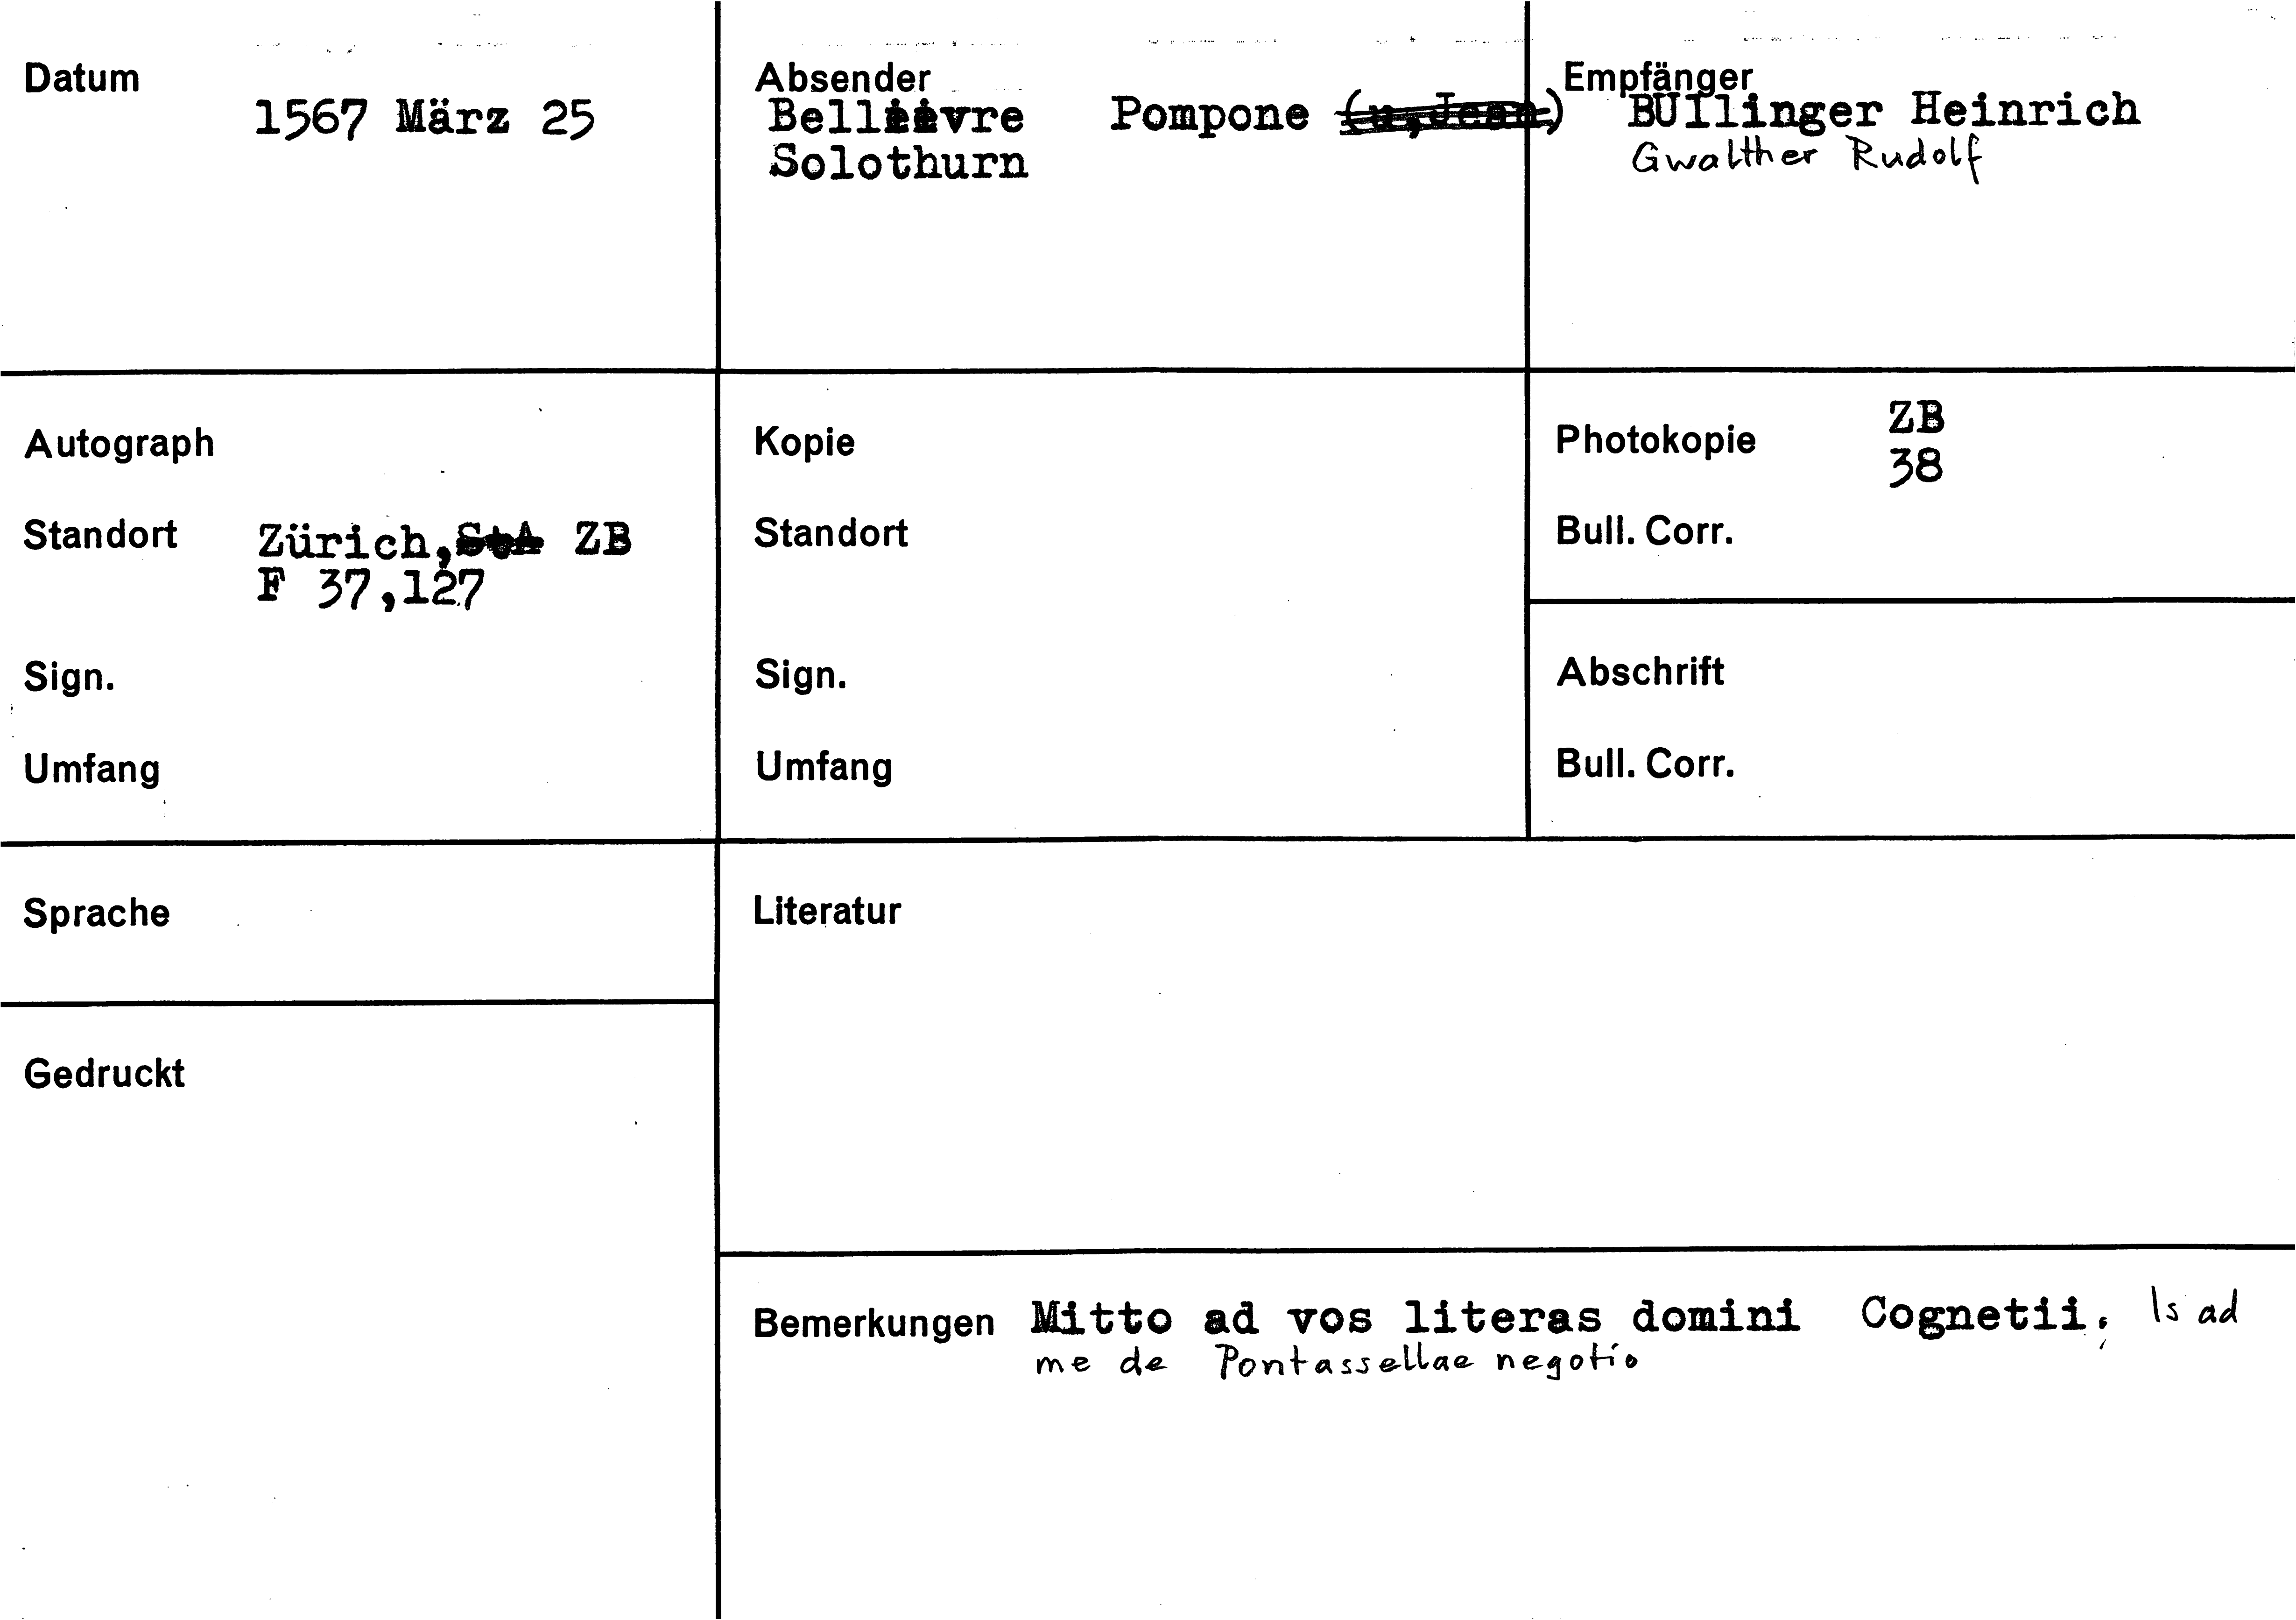 Datum
1567 März 25
Absender
Bellièvre Pompone (u, Jean)
Solothurn
Empfänger
BUllinger Heinrich
Gwalther Rudolf
Autograph
Standort Zürich, StA ZB
F 37,127
Sign.
Umfang
Kopie
Standort
Sign.
Umfang
Photokopie ZB
38
Bull. Corr.
Abschrift
Bull. Corr.
Sprache
Literatur
Gedruckt
Bemerkungen Mitto ad vos literas domini Cognetii; Is ad
me de Pontassellae negotio